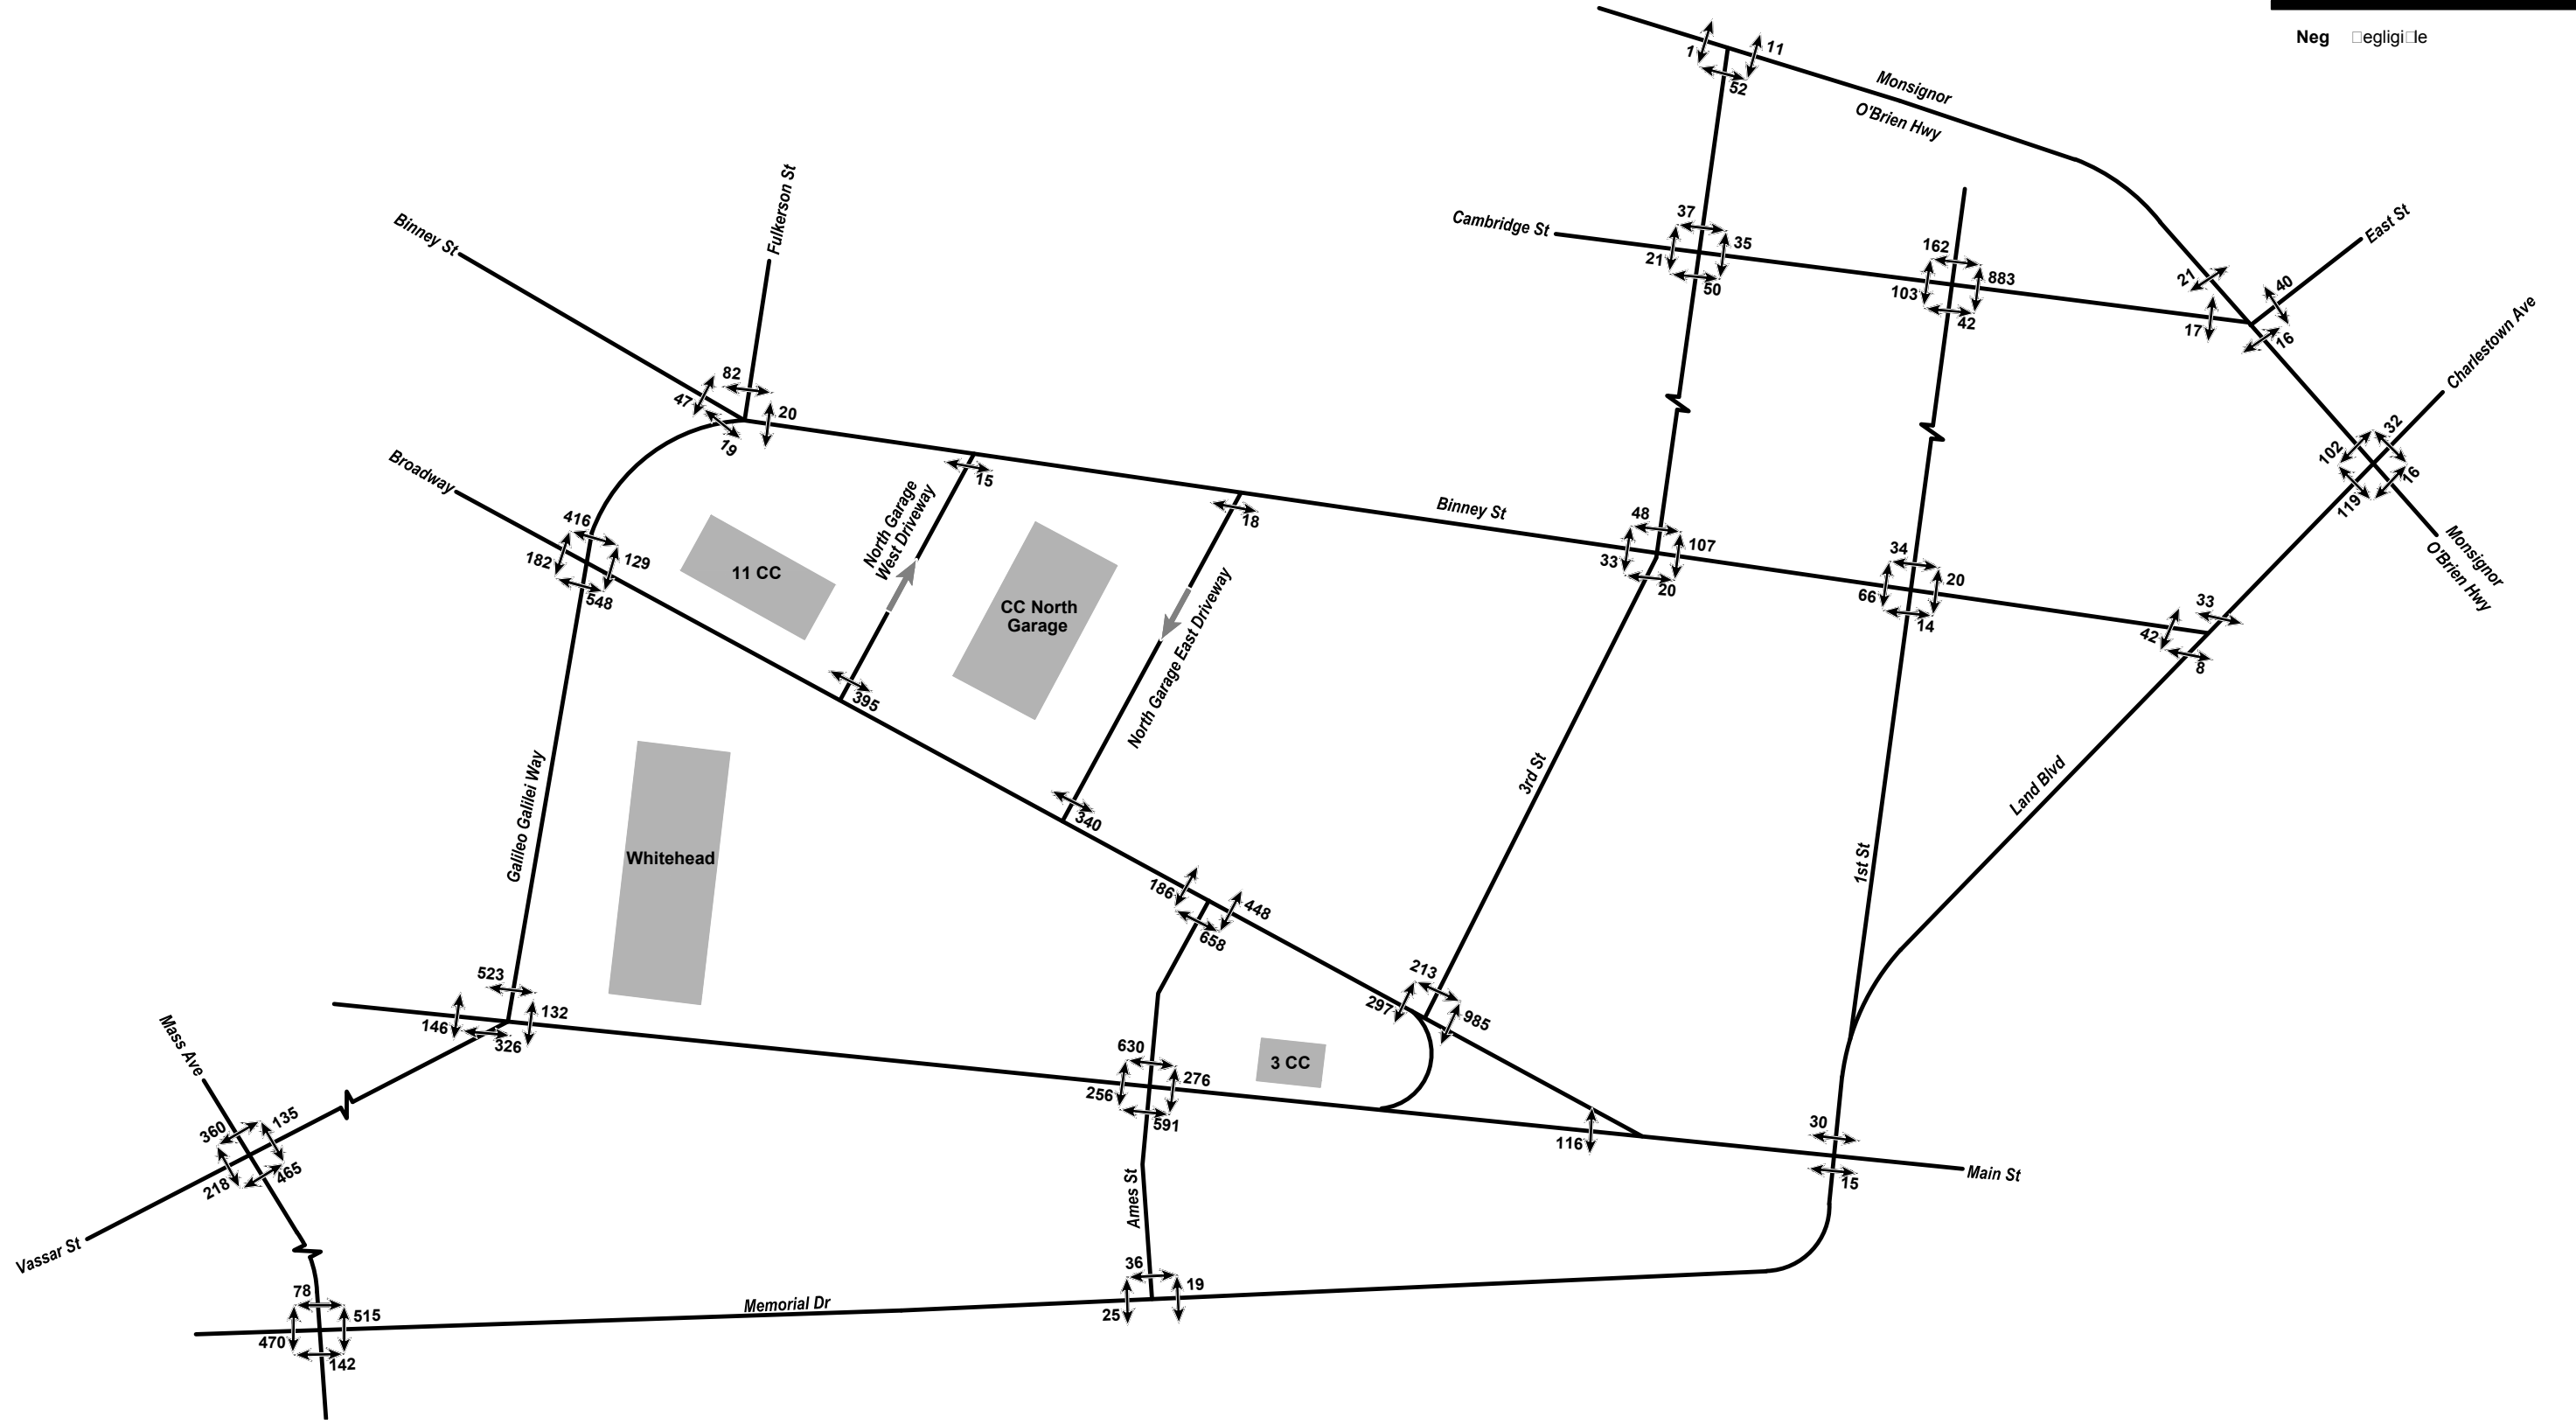 Neg □egligi□le
1
11
52
Monsignor
O'Brien Hwy
Fulkerson St
Binney St
Cambridge St
37
35
21
50
162
883
103
42
East St
21
40
17
16
Charlestown Ave
82
47
20
19
32
102
16
119
Monsignor
O'Brien Hwy
Broadway
416
182
129
548
11 CC
North Garage
West Driveway
15
CC North
Garage
18
North Garage East Driveway
Binney St
48
107
33
20
34
20
66
14
33
42
8
395
340
Galileo Galilei Way
Whitehead
3rd St
1st St
Land Blvd
186
448
658
213
297
985
523
132
146
326
Mass Ave
630
276
256
591
3 CC
116
30
15
Main St
360
135
465
218
Vassar St
Ames St
36
19
25
Memorial Dr
78
515
470
142